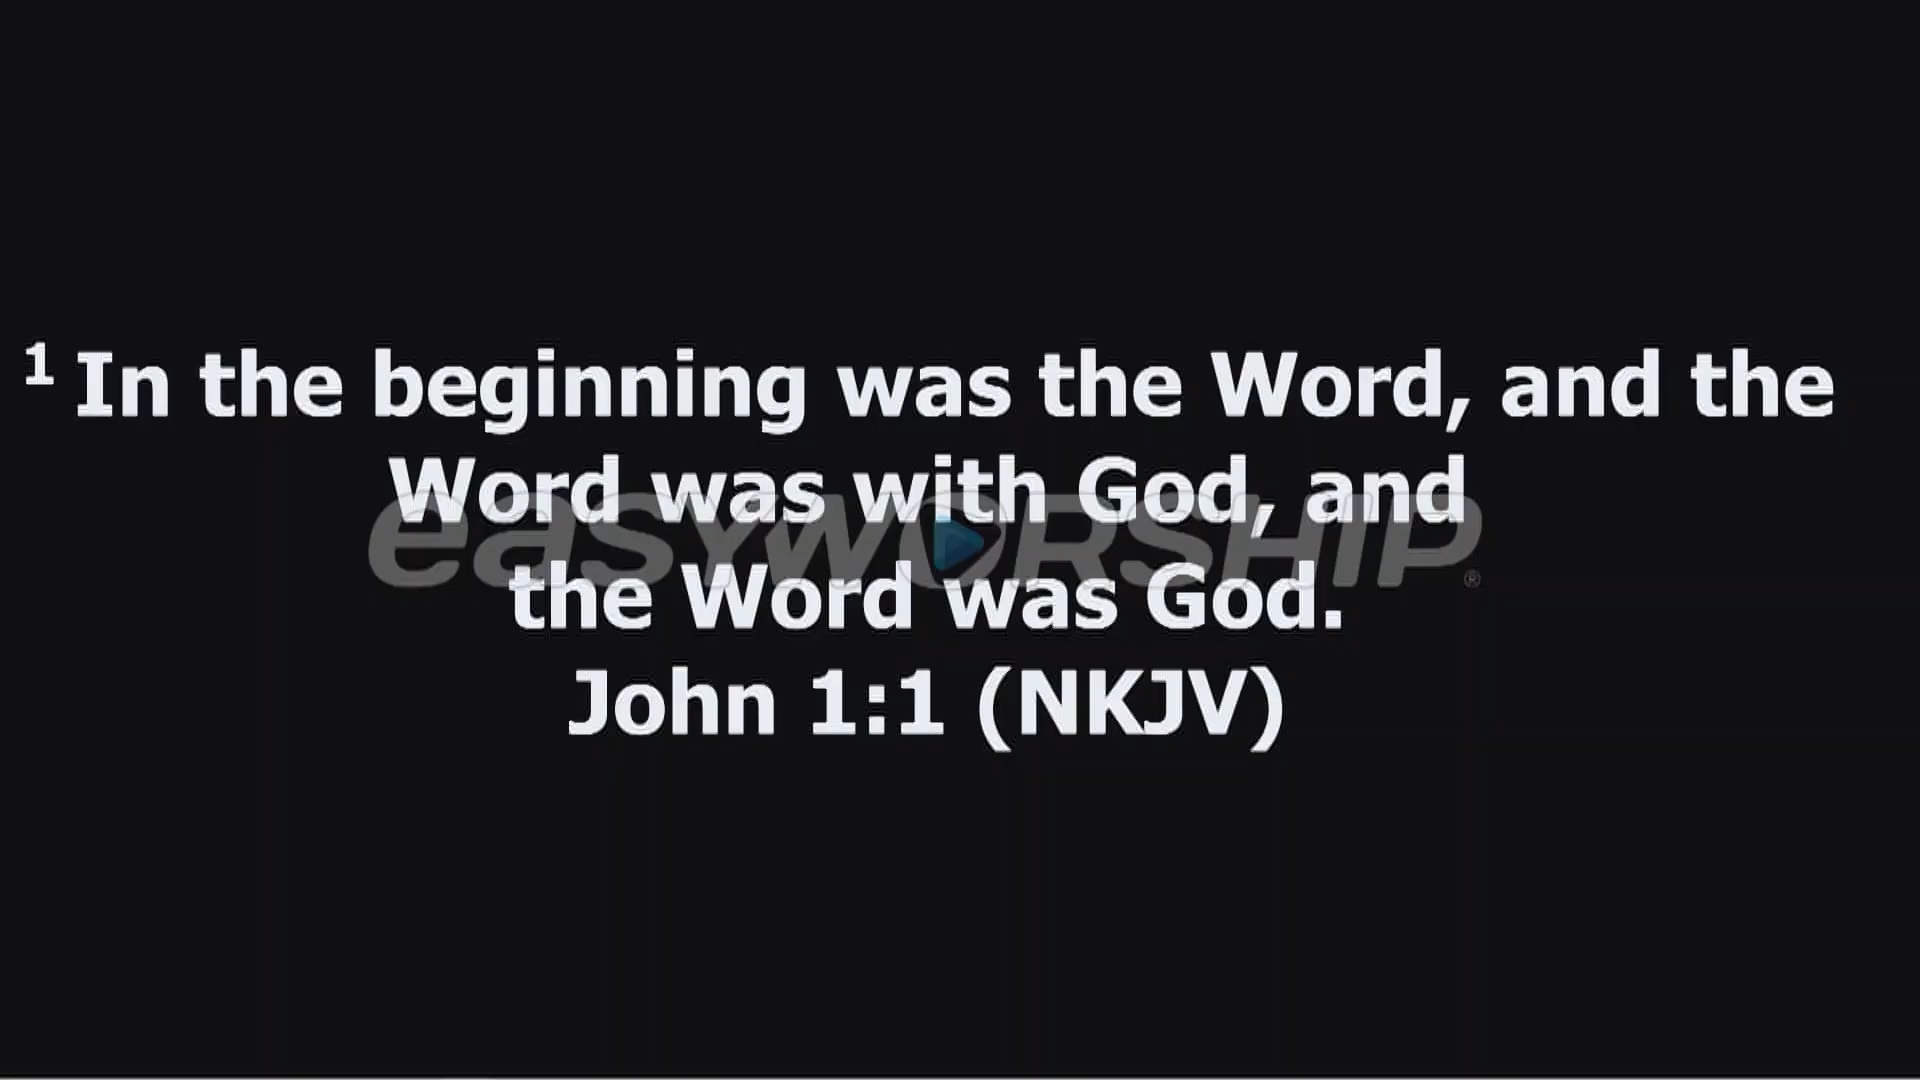 1 In the beginning was the Word, and the
Word was with God, and
easyWORSHIP®
the Word was God.
John 1:1 (NKJV)